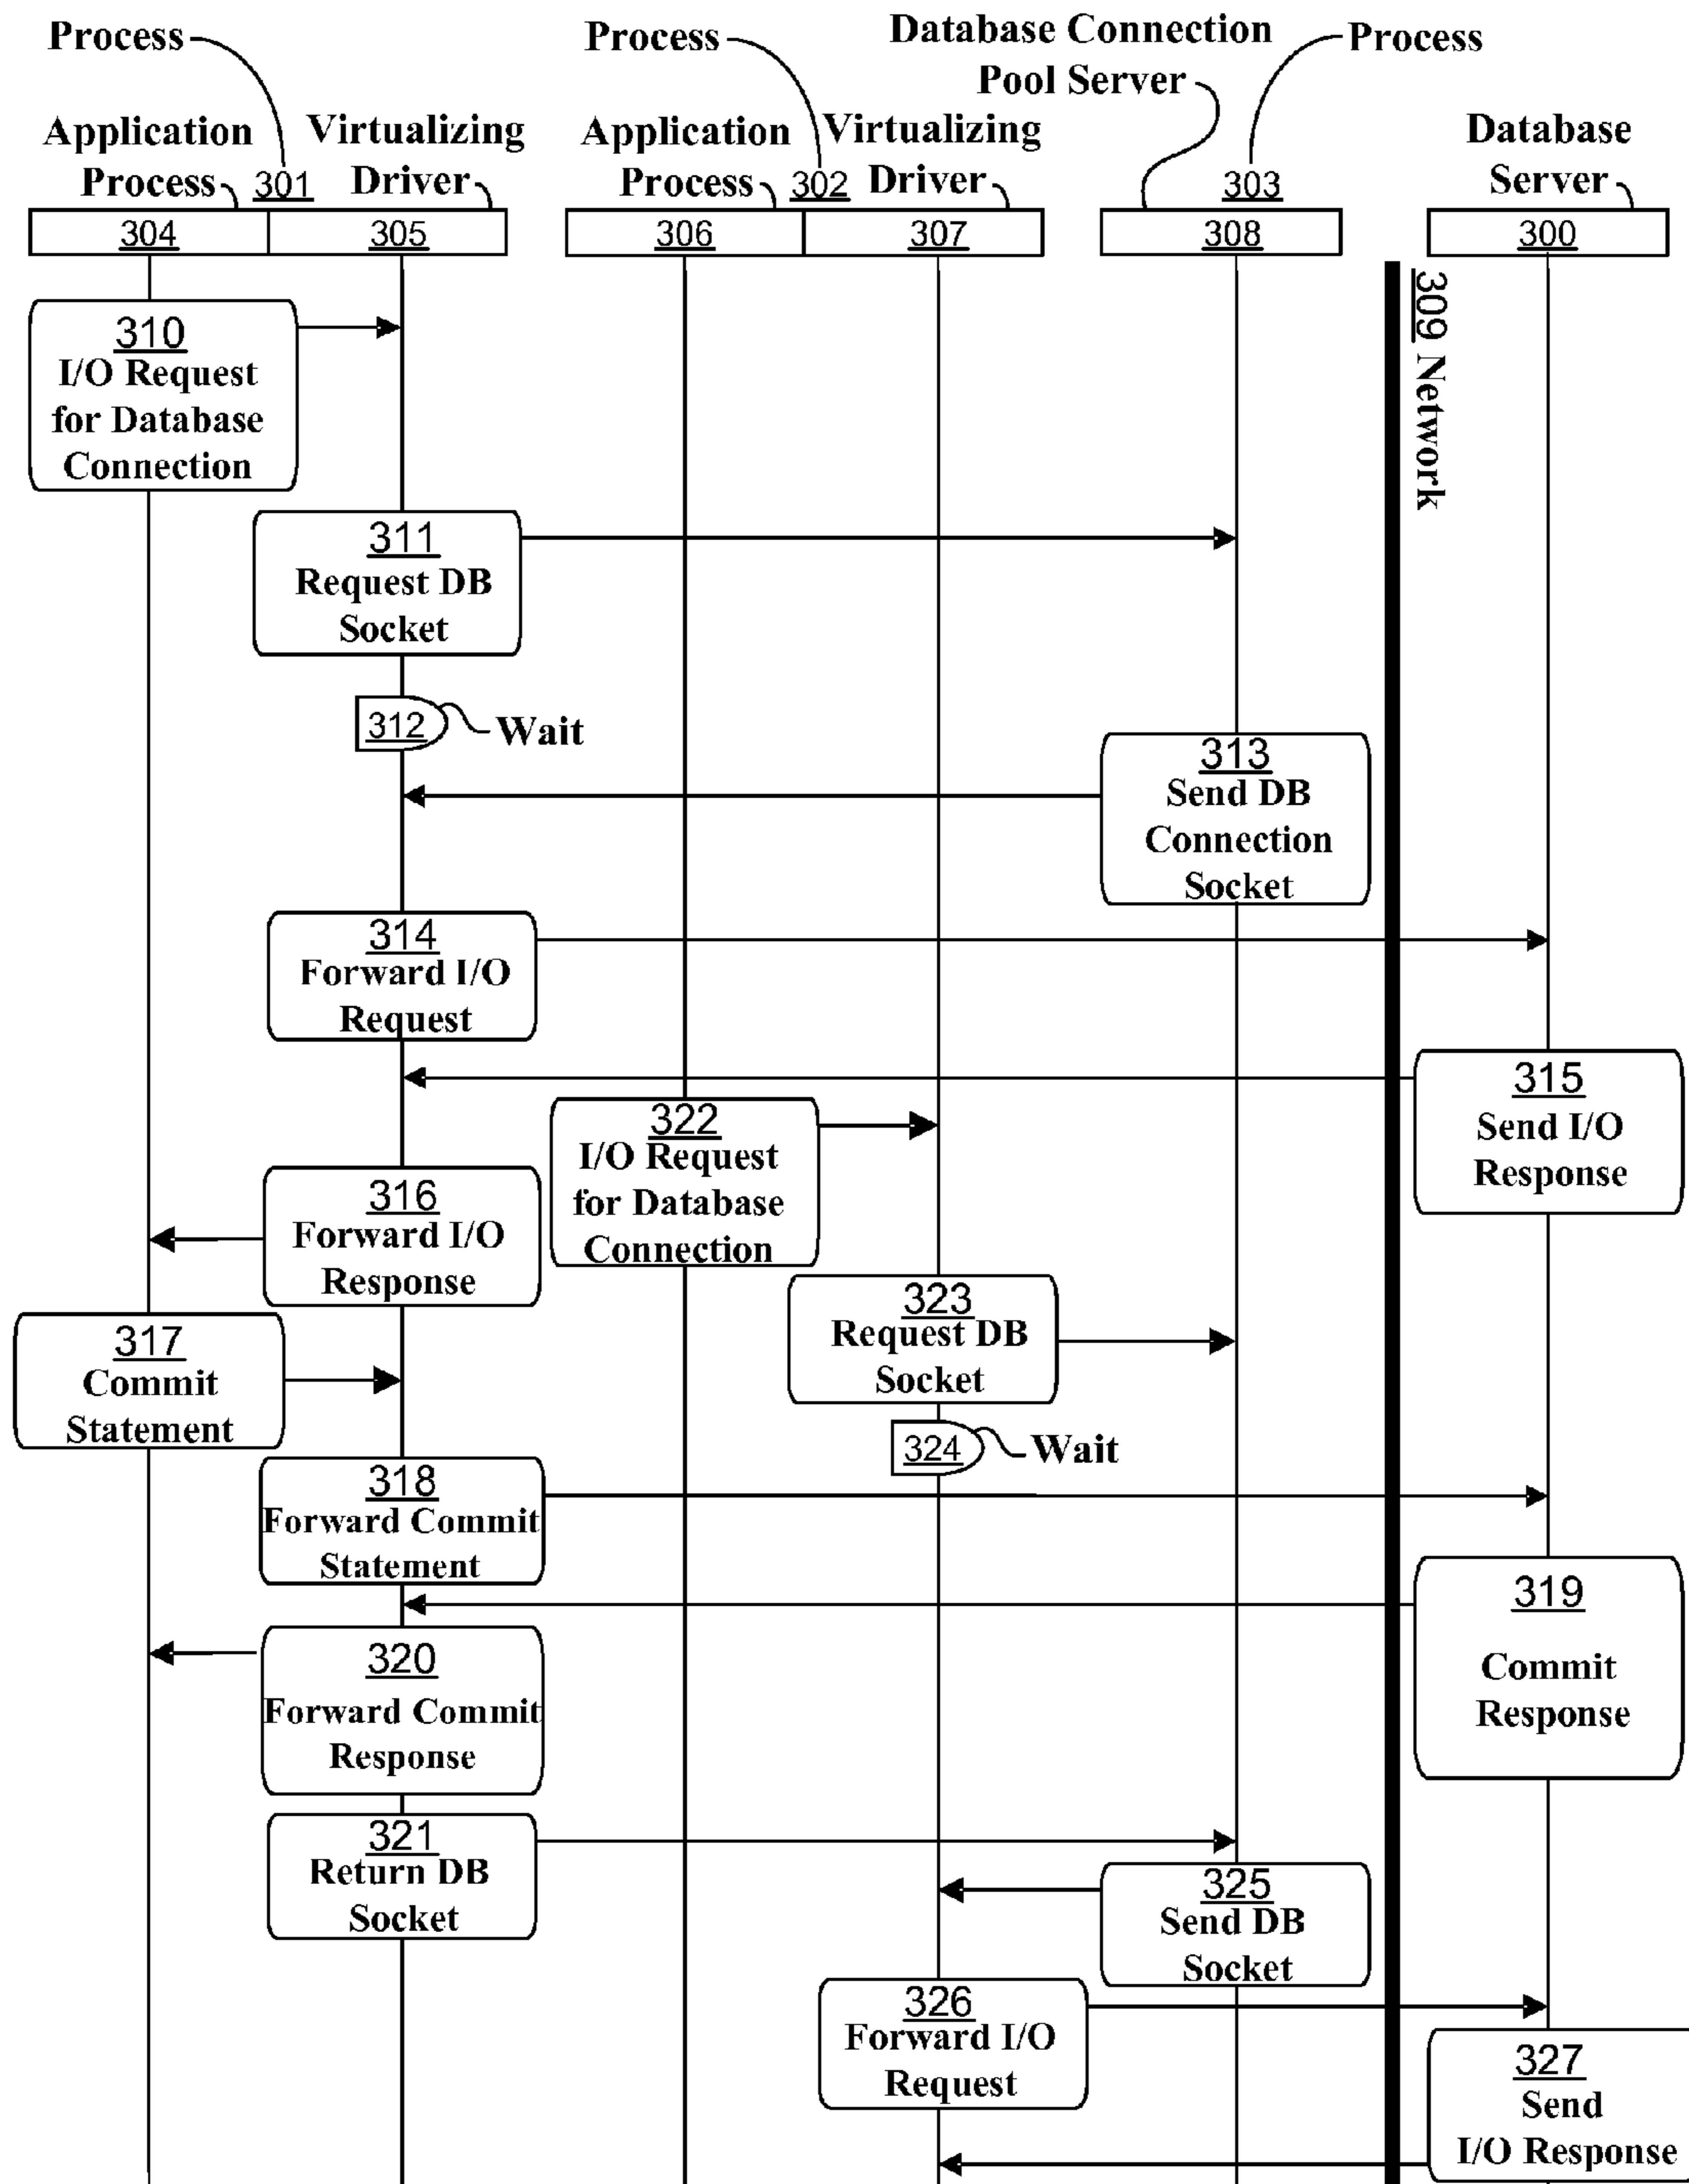 Process
Process
Database Connection
Pool Server
Process
Application
Process
301
Virtualizing
Driver
Application
Process
302
Virtualizing
Driver
303
Database
Server
304
305
306
307
308
300
309 Network
310
I/O Request
for Database
Connection
311
Request DB
Socket
312
Wait
313
Send DB
Connection
Socket
314
Forward I/O
Request
315
Send I/O
Response
322
I/O Request
for Database
Connection
316
Forward I/O
Response
323
Request DB
Socket
317
Commit
Statement
324
Wait
318
Forward Commit
Statement
319
Commit
Response
320
Forward Commit
Response
321
Return DB
Socket
325
Send DB
Socket
326
Forward I/O
Request
327
Send
I/O Response